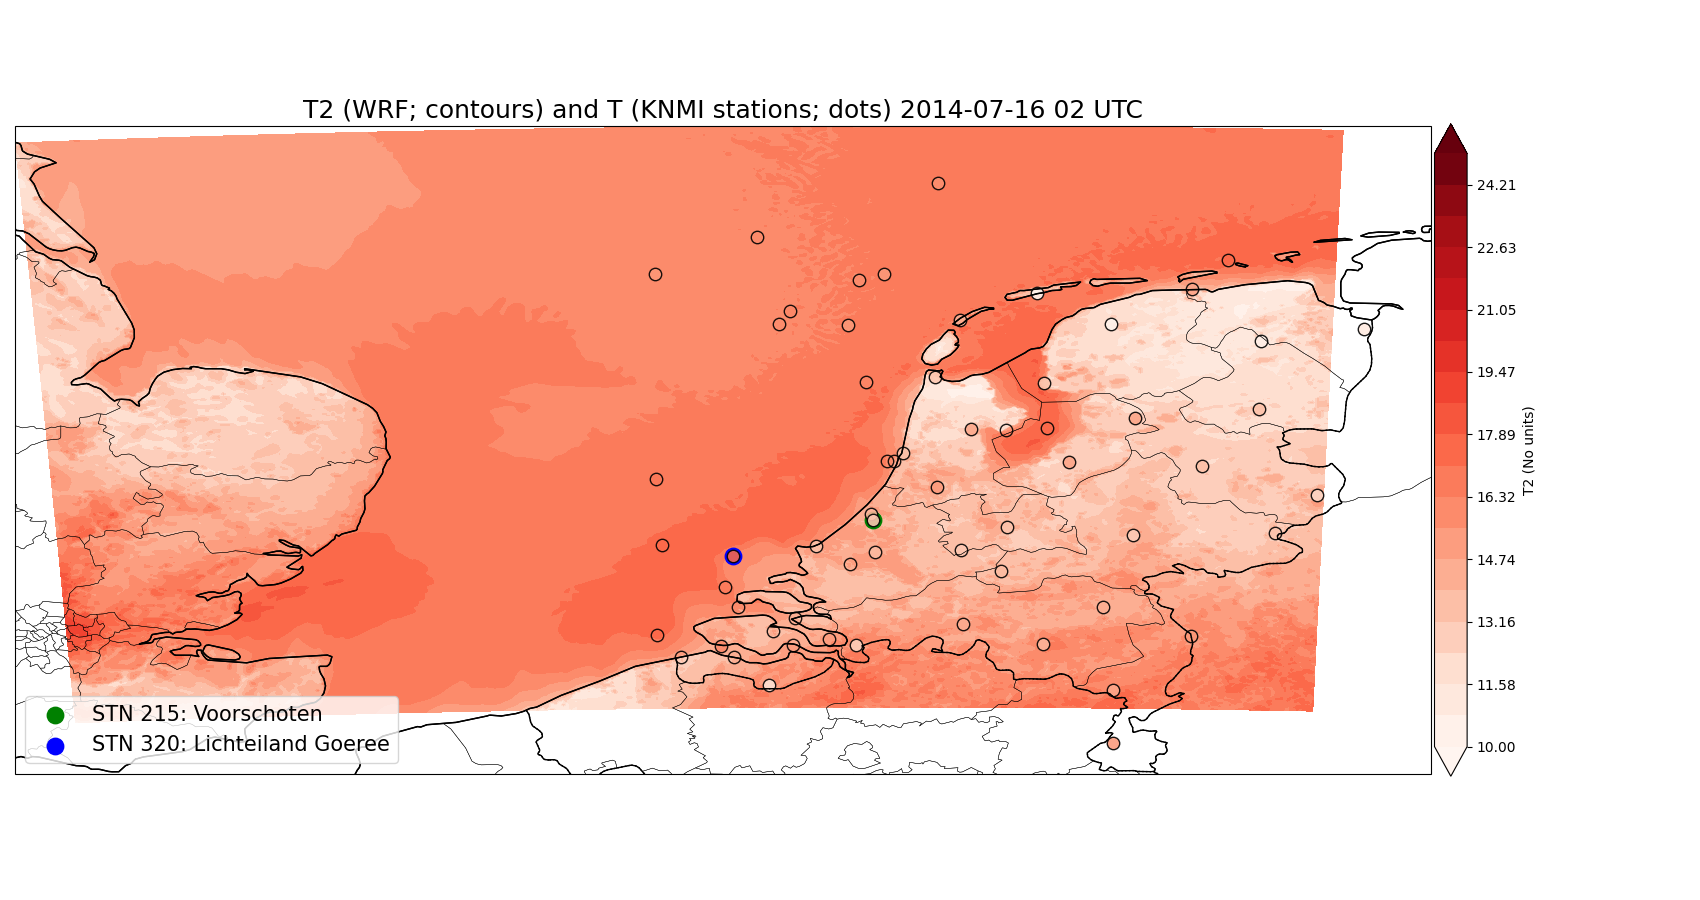 T2 (WRF; contours) and T (KNMI stations; dots) 2014-07-16 02 UTC
24.21
22.63
21.05
19.47
17.89
16.32
14.74
13.16
11.58
10.00
T2 (No units)
STN 215: Voorschoten
STN 320: Lichteiland Goeree